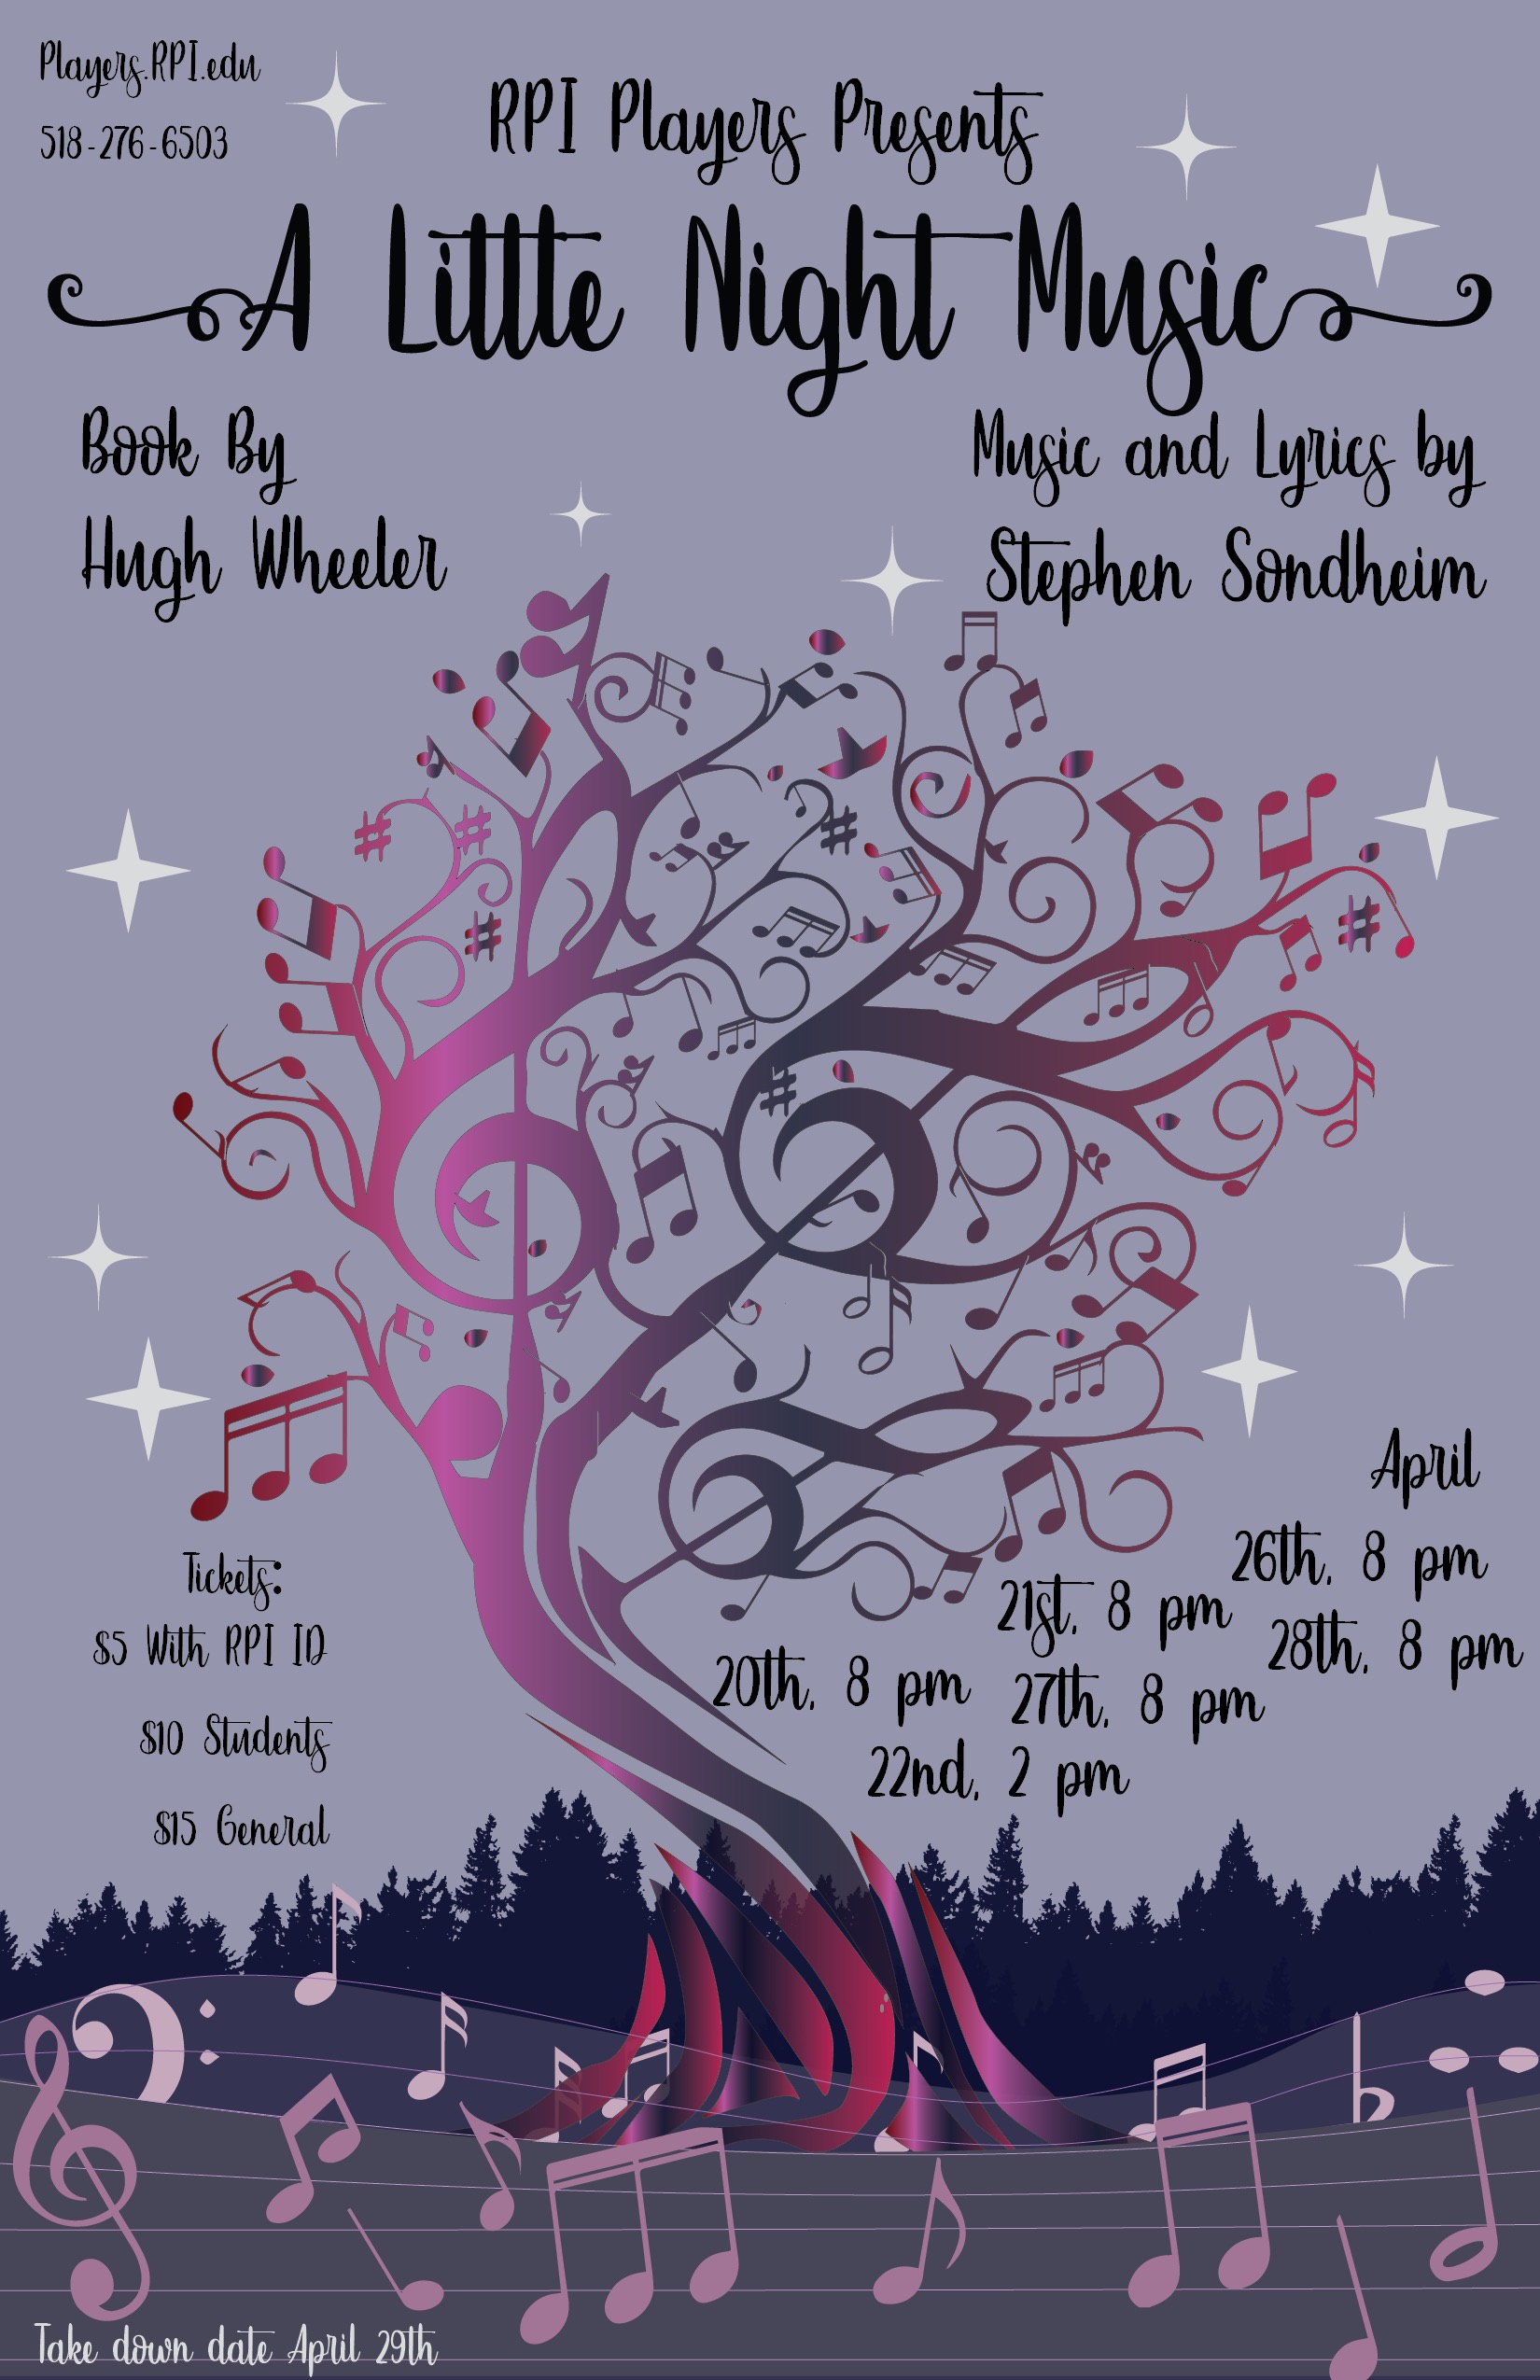 Players.RPI.edu
518-276-6503
RPI Players Presents
A Little Night Music
Book By
Hugh Wheeler
Music and Lyrics by
Stephen Sondheim
Tickets:
$5 With RPI ID
$10 Students
$15 General
April
20th, 8 pm
21st, 8 pm
22nd, 2 pm
26th, 8 pm
27th, 8 pm
28th, 8 pm
Take down date April 29th